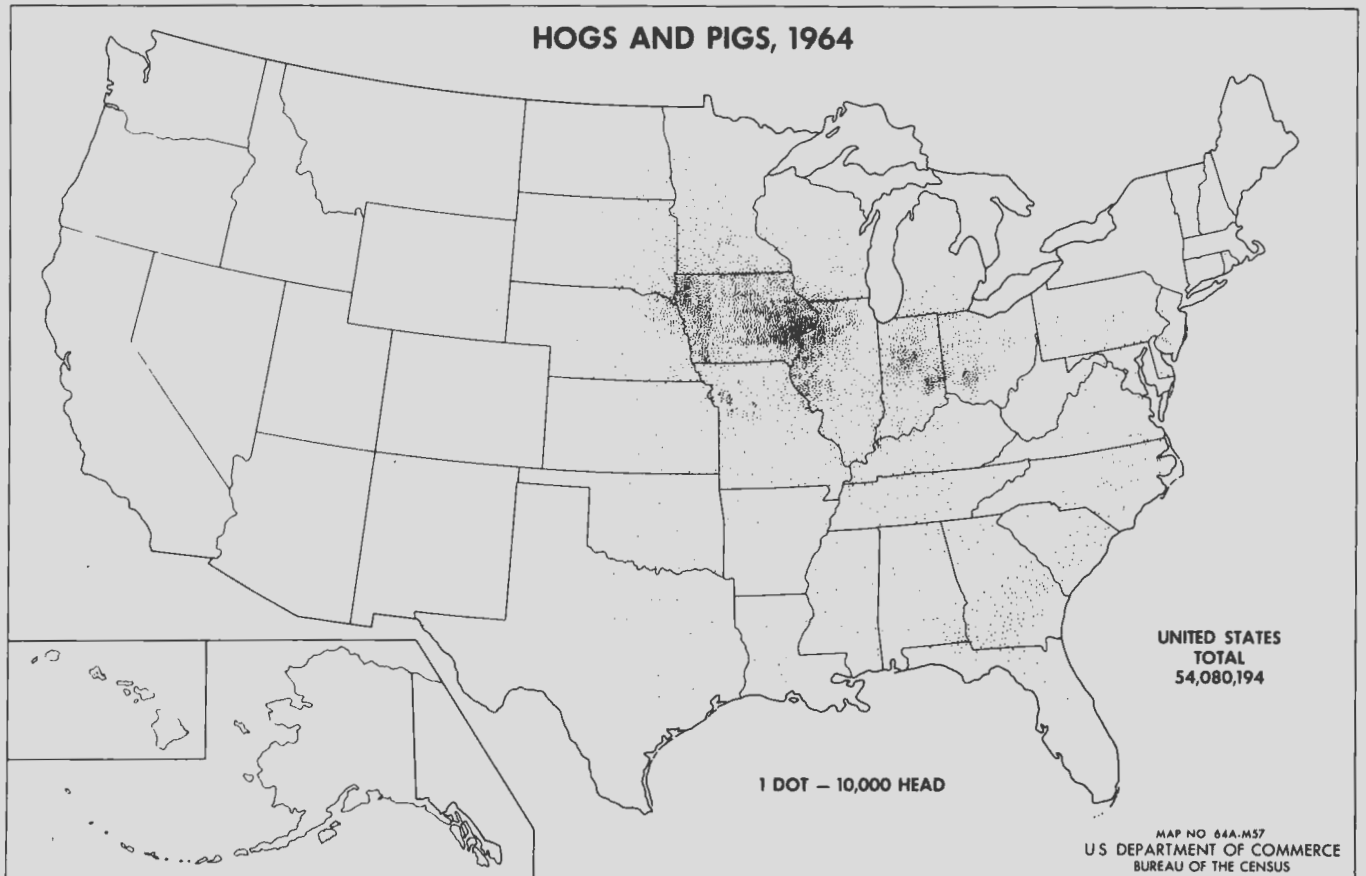 HOGS AND PIGS, 1964
UNITED STATES
TOTAL
54,080,194
1 DOT — 10,000 HEAD
MAP NO 64A-M57
U S DEPARTMENT OF COMMERCE
BUREAU OF THE CENSUS